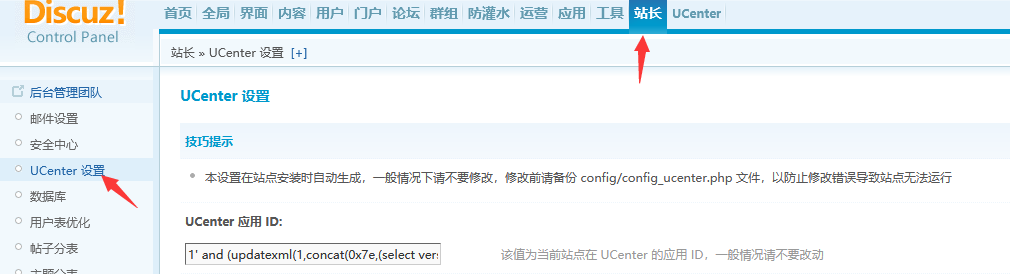 Discuz!
Control Panel
首页 全局 界面 内容 用户 门户 论坛 群组 防灌水 运营 应用 工具 站长 UCenter
站长 » UCenter 设置 [+]
后台管理团队
邮件设置
安全中心
UCenter 设置
数据库
用户表优化
帖子分表
主题分表
UCenter 设置
技巧提示
本设置在站点安装时自动生成，一般情况下请不要修改，修改前请备份 config/config_ucenter.php 文件，以防止修改错误导致站点无法运行
UCenter 应用 ID:
1' and (updatexml(1,concat(0x7e,(select ver
该值为当前站点在 UCenter 的应用 ID，一般情况请不要改动